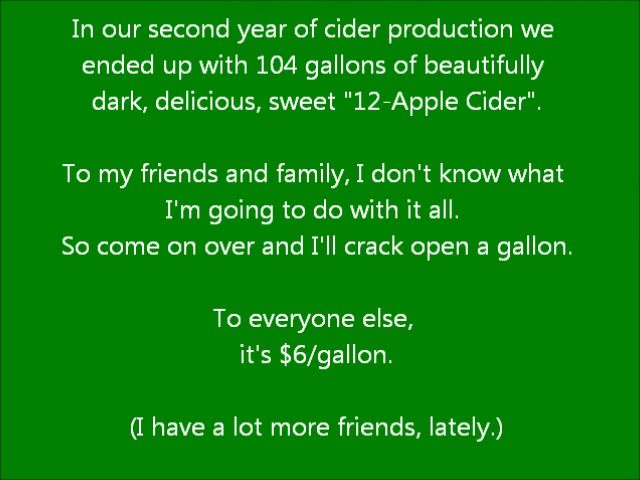 In our second year of cider production we
ended up with 104 gallons of beautifully
dark, delicious, sweet "12-Apple Cider".
To my friends and family, I don't know what
I'm going to do with it all.
So come on over and I'll crack open a gallon.
To everyone else,
it's $6/gallon.
(I have a lot more friends, lately.)